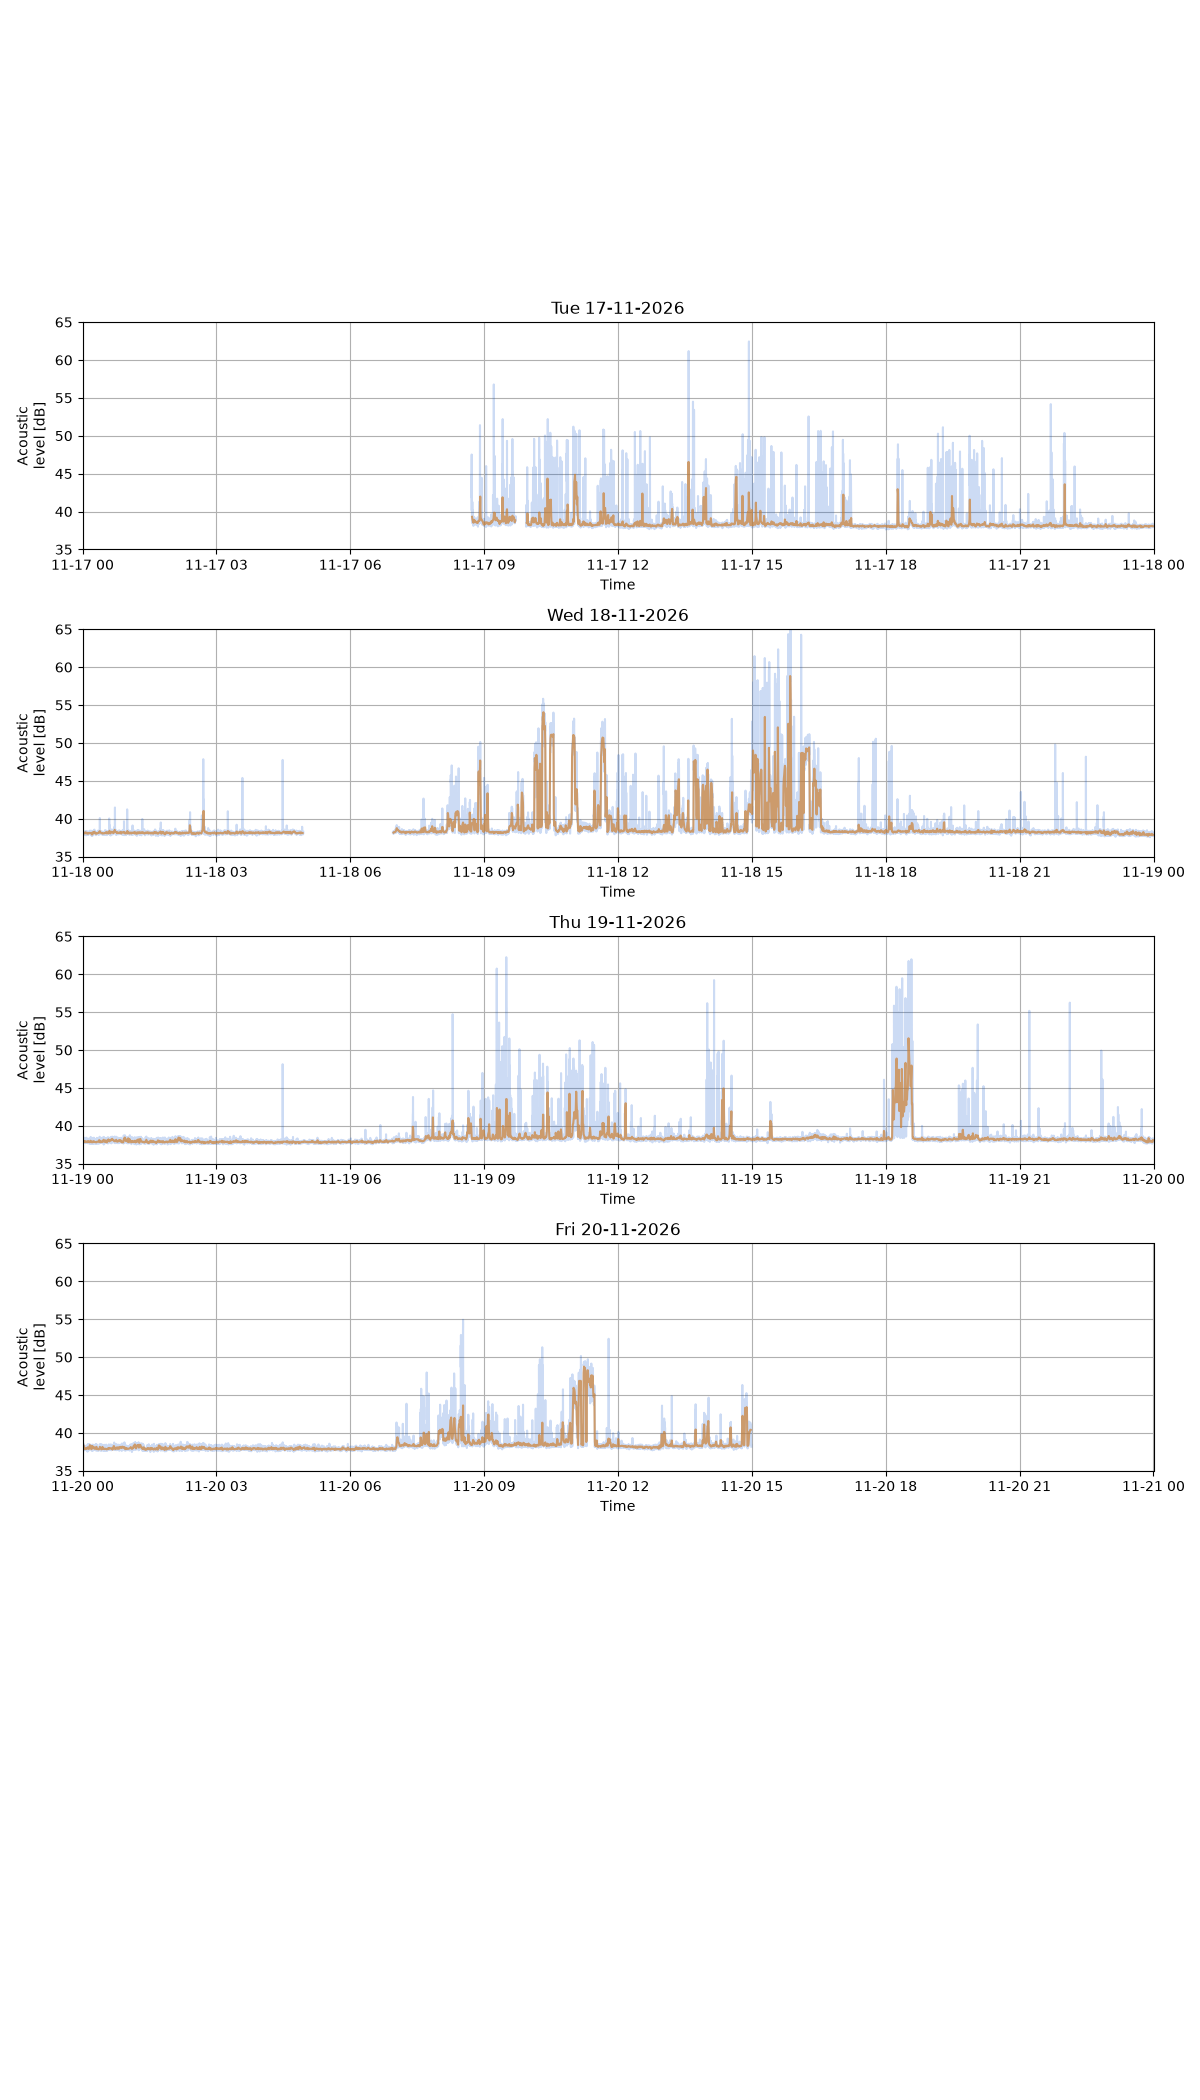 Tue 17-11-2026
65
60
55
50
45
40
35
Acoustic
level [dB]
11-17 00 11-17 03 11-17 06 11-17 09 11-17 12 11-17 15 11-17 18 11-17 21 11-18 00
Time
Wed 18-11-2026
65
60
55
50
45
40
35
Acoustic
level [dB]
11-18 00 11-18 03 11-18 06 11-18 09 11-18 12 11-18 15 11-18 18 11-18 21 11-19 00
Time
Thu 19-11-2026
65
60
55
50
45
40
35
Acoustic
level [dB]
11-19 00 11-19 03 11-19 06 11-19 09 11-19 12 11-19 15 11-19 18 11-19 21 11-20 00
Time
Fri 20-11-2026
65
60
55
50
45
40
35
Acoustic
level [dB]
11-20 00 11-20 03 11-20 06 11-20 09 11-20 12 11-20 15 11-20 18 11-20 21 11-21 00
Time